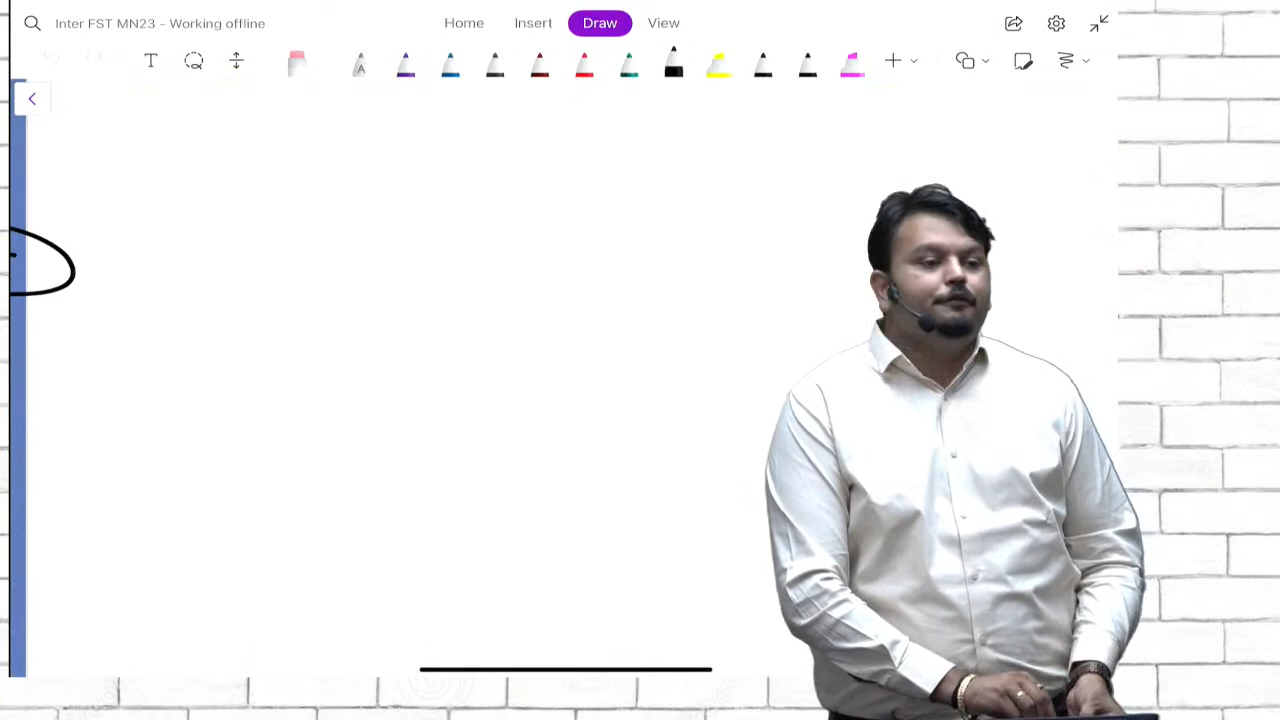 Inter FST MN23 - Working offline
Home
Insert
Draw
View
T
A